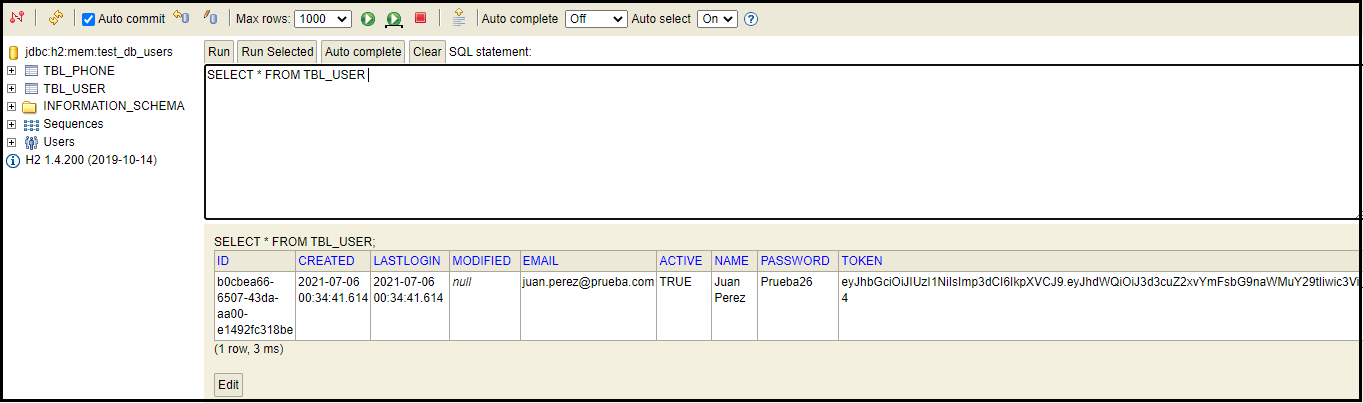 Auto commit Max rows: 1000 Auto complete Off Auto select On ?
jdbc:h2:mem:test_db_users
TBL_PHONE
TBL_USER
INFORMATION_SCHEMA
Sequences
Users
H2 1.4.200 (2019-10-14)
Run Run Selected Auto complete Clear SQL statement:
SELECT * FROM TBL_USER
SELECT * FROM TBL_USER;
ID CREATED LASTLOGIN MODIFIED EMAIL ACTIVE NAME PASSWORD TOKEN
b0cbea66- 2021-07-06 2021-07-06 null juan.perez@prueba.com TRUE Juan Prueba26
6507-43da- 00:34:41.614 00:34:41.614 Perez 4
aa00-
e1492fc318be
(1 row, 3 ms)
Edit